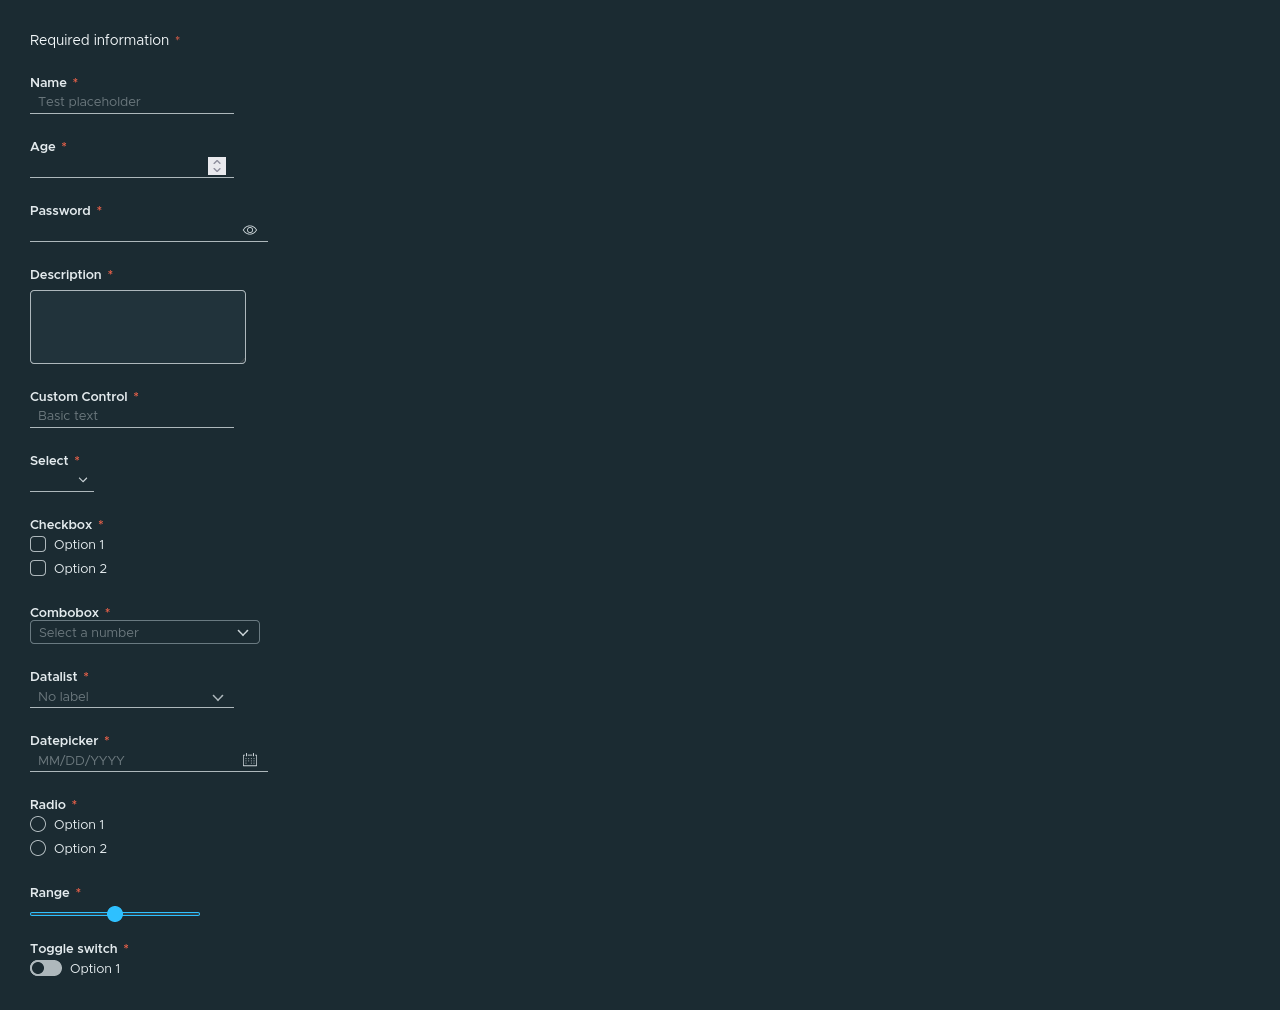 Required information *
Name *
Test placeholder
Age *
Password *
Description *
Custom Control *
Basic text
Select *
Checkbox *
Option 1
Option 2
Combobox *
Select a number
Datalist *
No label
Datepicker *
MM/DD/YYYY
Radio *
Option 1
Option 2
Range *
Toggle switch *
Option 1